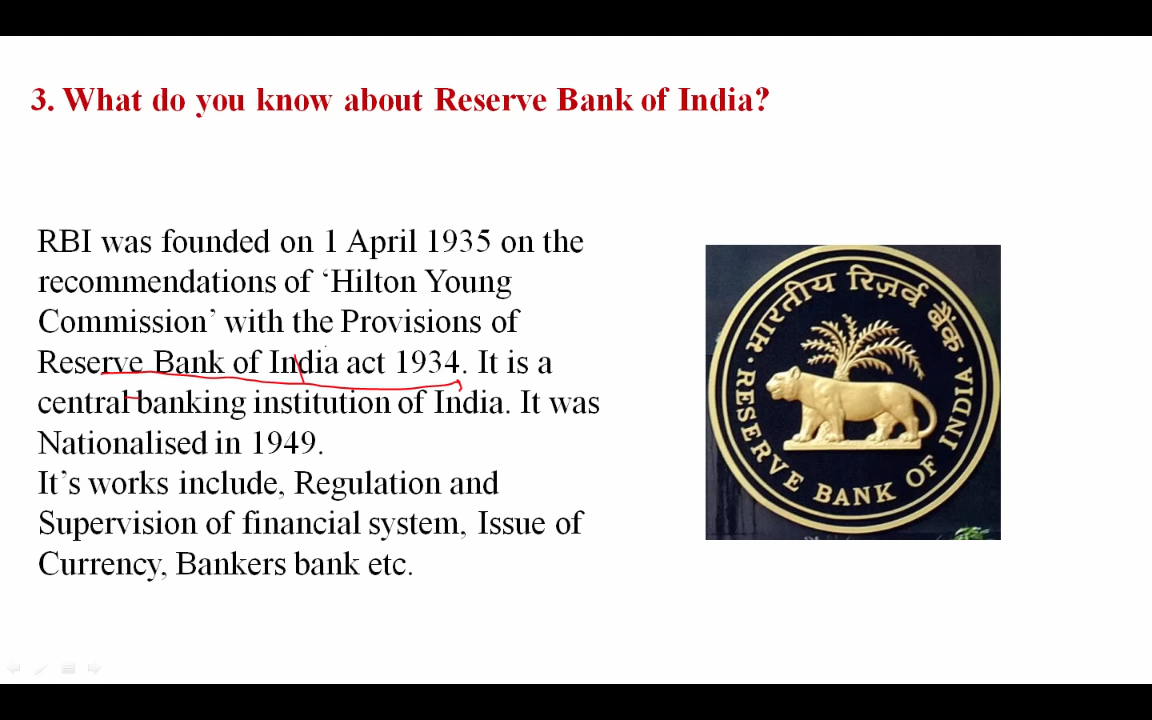 3. What do you know about Reserve Bank of India?
RBI was founded on 1 April 1935 on the
recommendations of ‘Hilton Young
Commission’ with the Provisions of
Reserve Bank of India act 1934. It is a
central banking institution of India. It was
Nationalised in 1949.
It’s works include, Regulation and
Supervision of financial system, Issue of
Currency, Bankers bank etc.
भारतीय रिज़र्व बैंक
RESERVE BANK OF INDIA